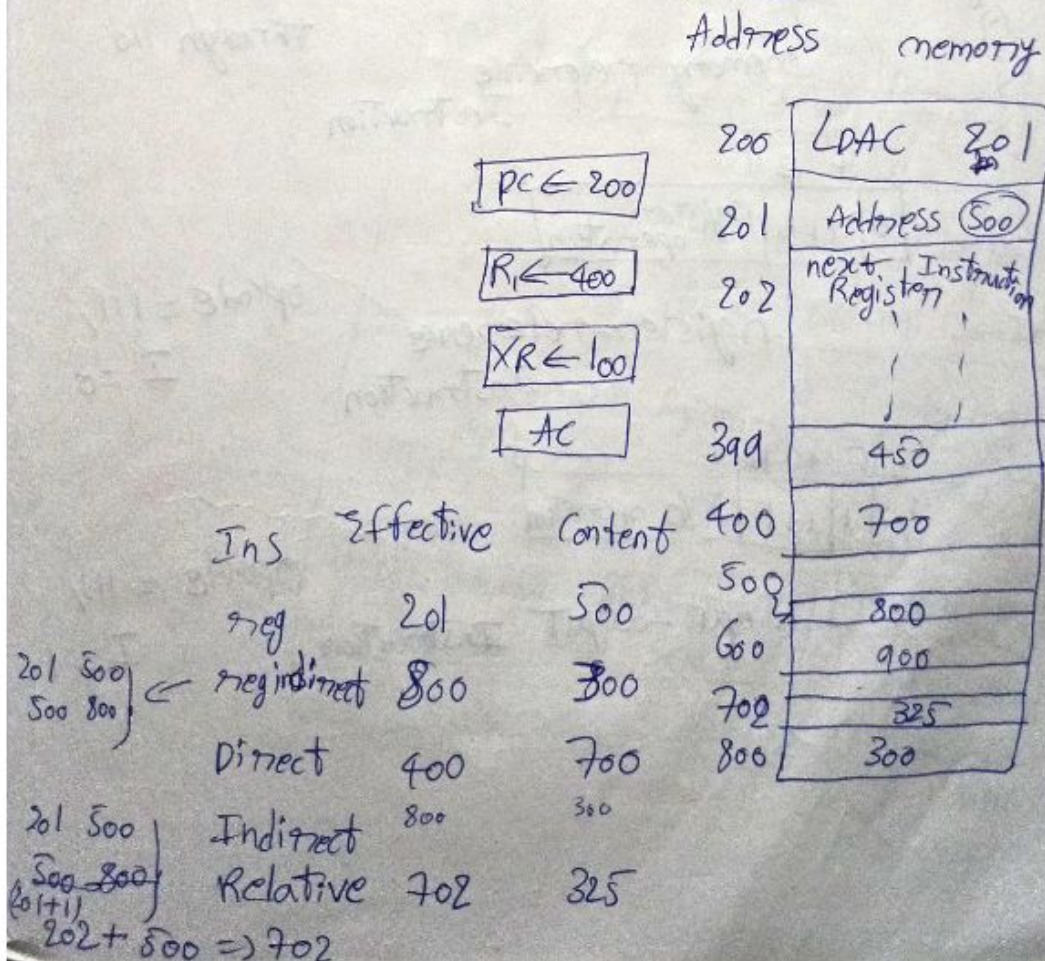 Address memory
200 LDAC 201
PC ← 200
201 Address 500
R1 ← 400
202 next Instruction
Register
XR ← 100
AC
399 450
Ins Effective Content 400 700
500 800
reg 201 500
600 900
201 500 ← regindirect 800 300
500 800
702 325
Direct 400 700 800 300
201 500 Indirect 800 300
500 800 Relative 702 325
(201+1)
202 + 500 => 702